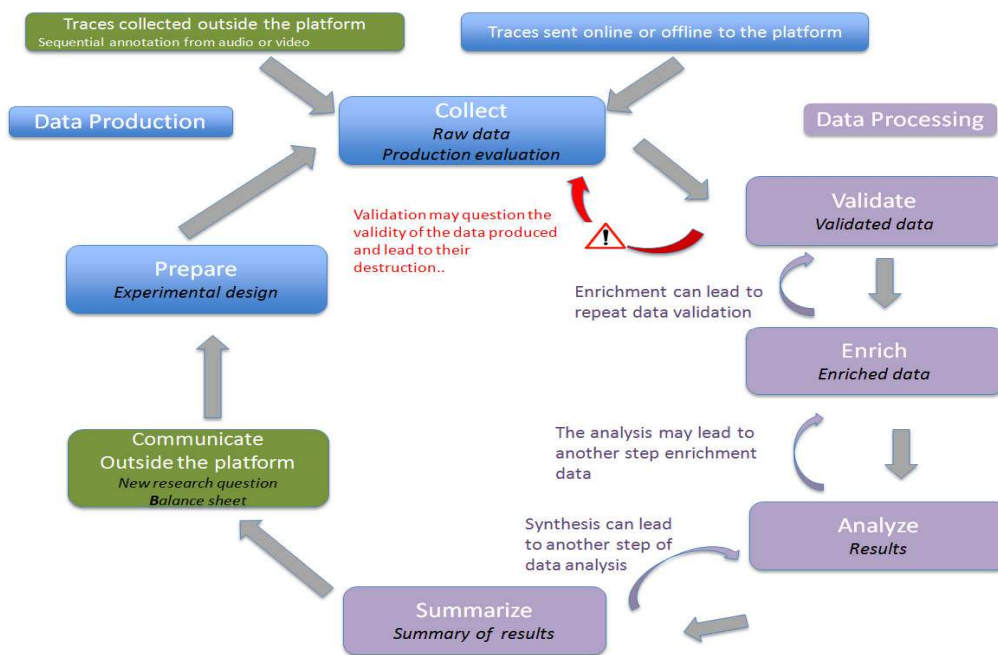 Traces collected outside the platform
Sequential annotation from audio or video
Traces sent online or offline to the platform
Data Production
Collect
Raw data
Production evaluation
Data Processing
Validate
Validated data
Validation may question the
validity of the data produced
and lead to their
destruction..
!
Prepare
Experimental design
Enrichment can lead to
repeat data validation
Enrich
Enriched data
Communicate
Outside the platform
New research question
Balance sheet
The analysis may lead to
another step enrichment
data
Analyze
Results
Synthesis can lead
to another step of
data analysis
Summarize
Summary of results